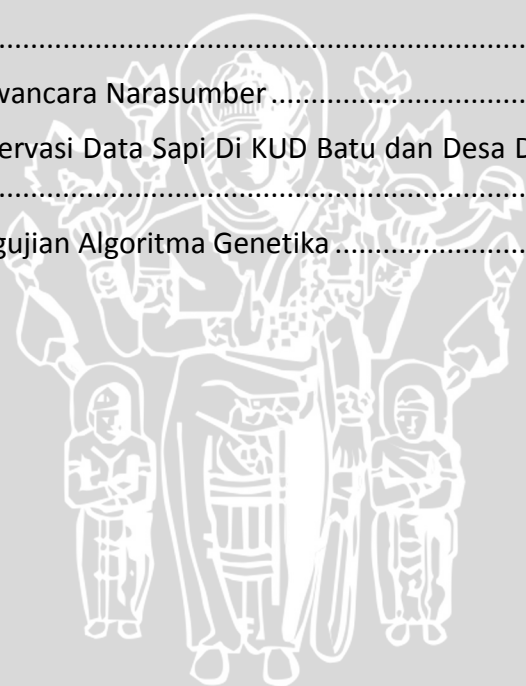 ..........................................................
wancara Narasumber ............................
ervasi Data Sapi Di KUD Batu dan Desa D
..........................................................
gujian Algoritma Genetika .....................